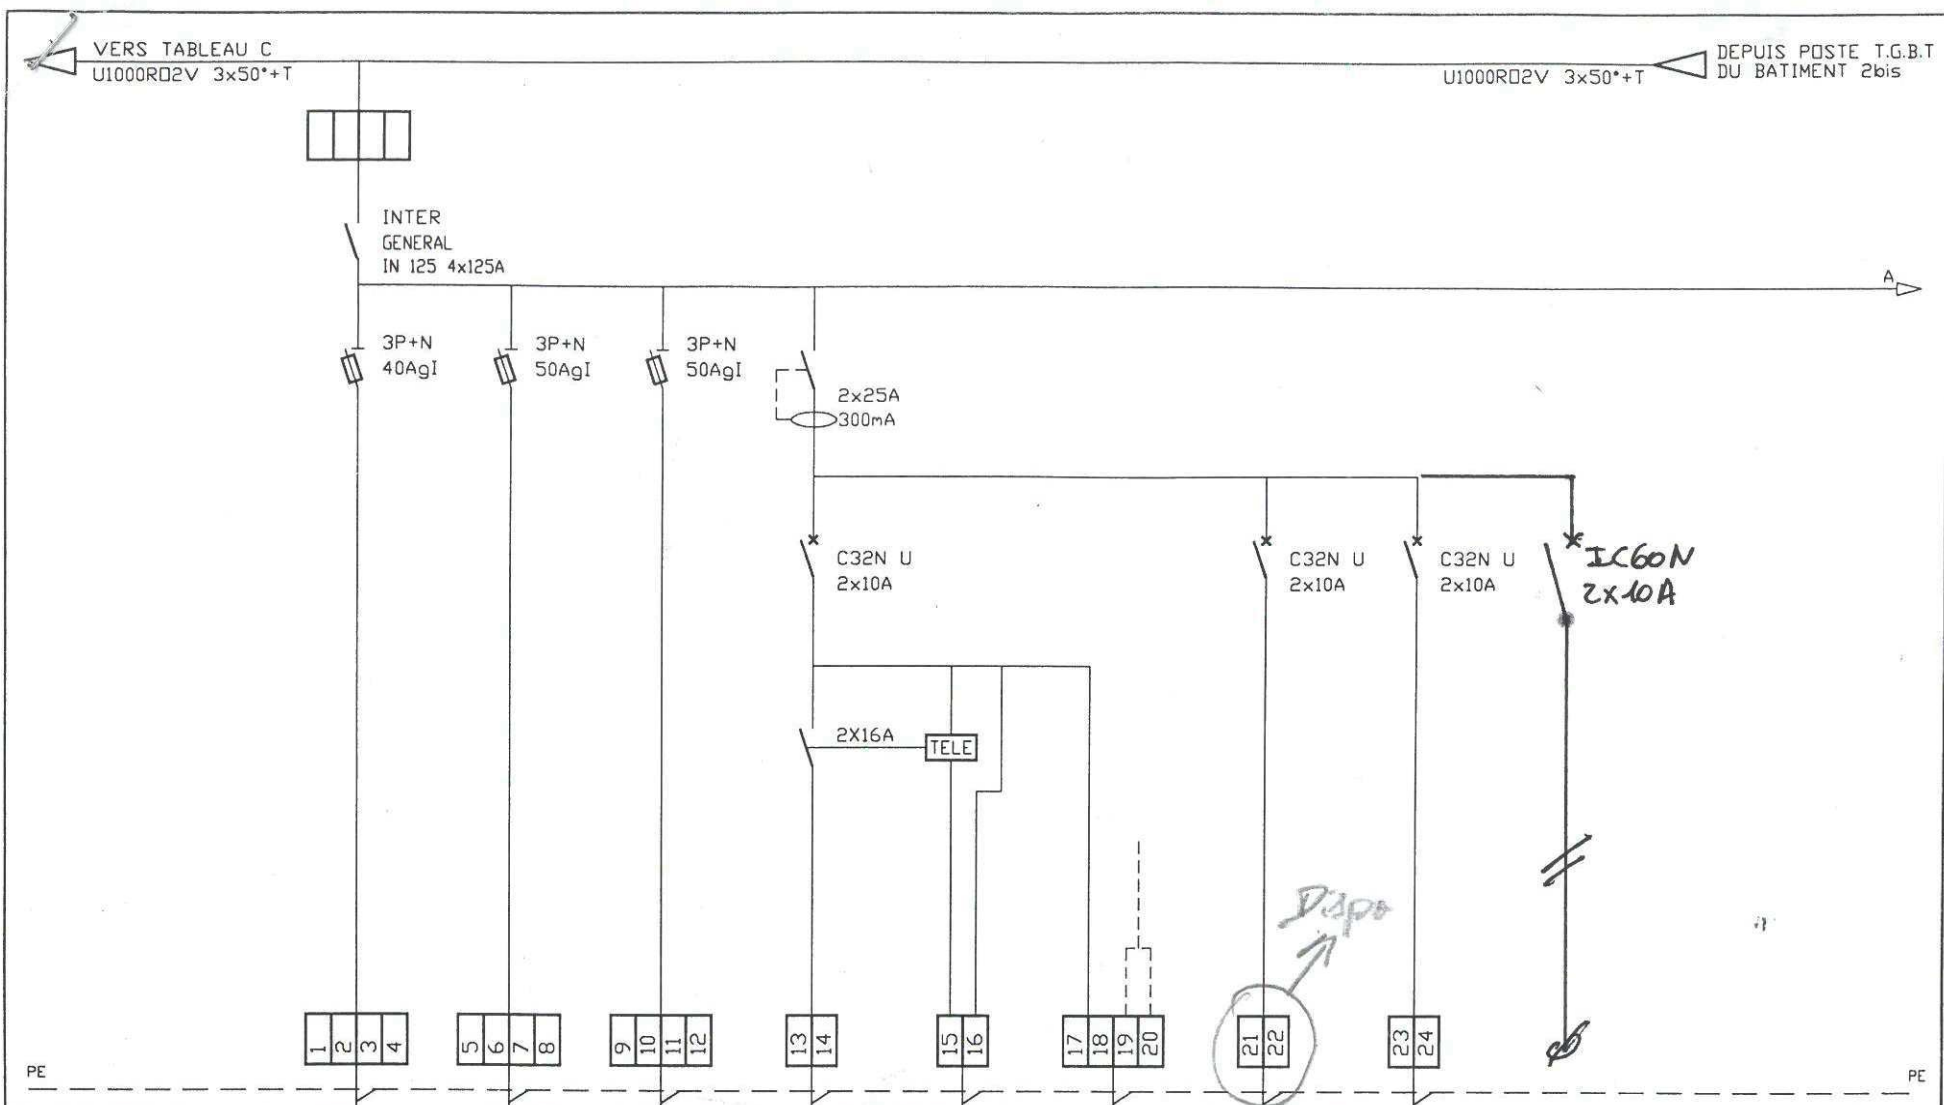 VERS TABLEAU C
U1000RO2V 3x50°+T
DEPUIS POSTE T.G.B.T
DU BATIMENT 2bis
U1000RO2V 3x50°+T
INTER
GENERAL
IN 125 4x125A
A
3P+N
40AgI
3P+N
50AgI
3P+N
50AgI
2x25A
300mA
C32N U
2x10A
C32N U
2x10A
C32N U
2x10A
IC60N
2x10A
2X16A
TELE
Dispo
1 2 3 4
5 6 7 8
9 10 11 12
13 14
15 16
17 18 19 20
21 22
23 24
PE
PE